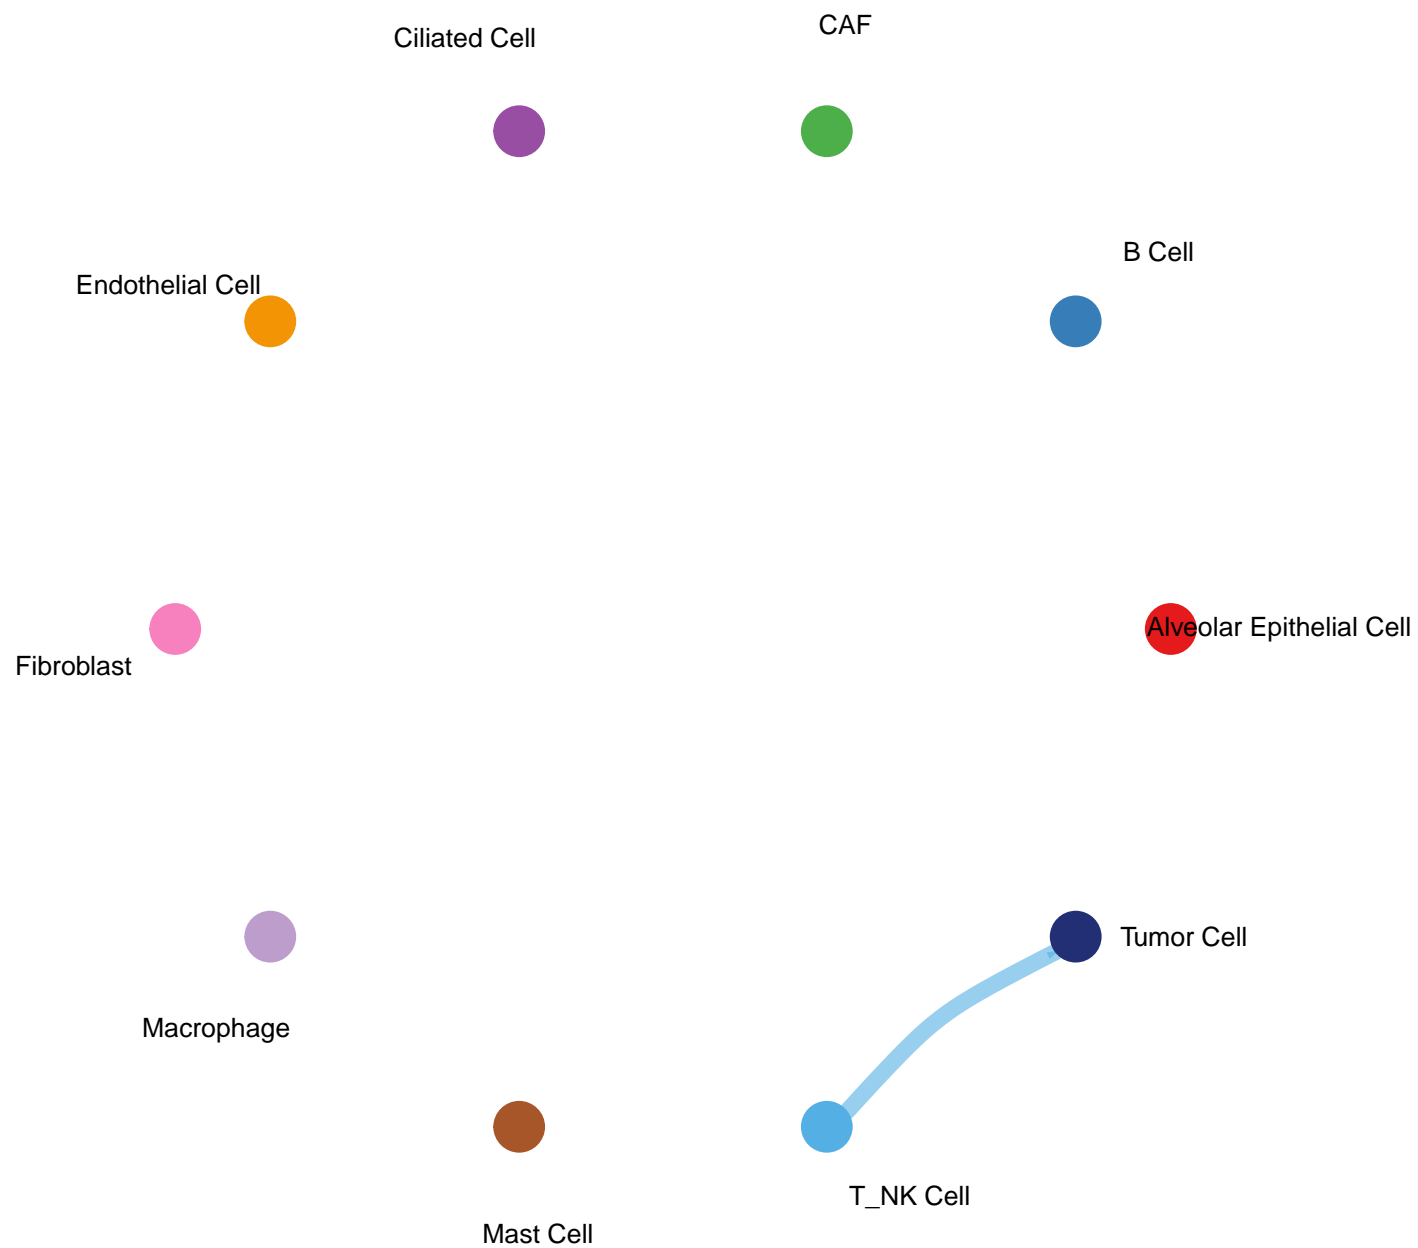 CAF
Ciliated Cell
B Cell
Endothelial Cell
Alveolar Epithelial Cell
Fibroblast
Tumor Cell
Macrophage
T_NK Cell
Mast Cell